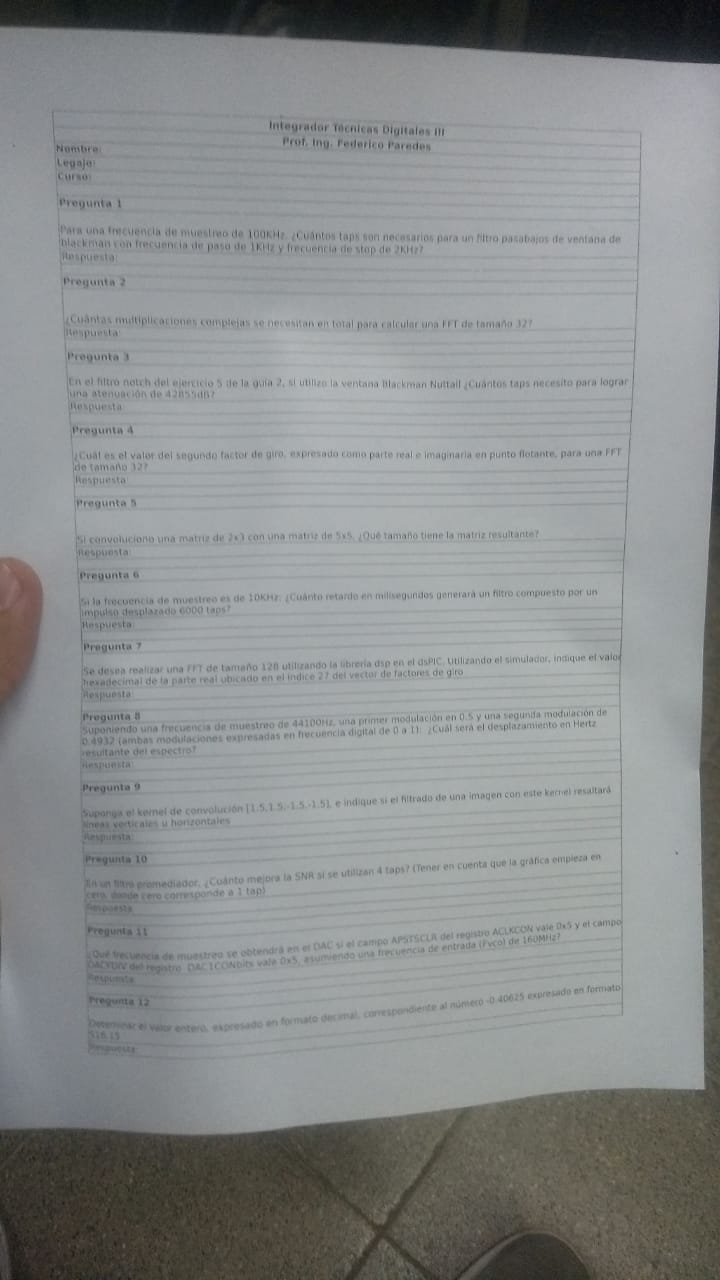 Integrador Técnicas Digitales III
Prof. Ing. Federico Paredes
Nombre:
Legajo:
Curso:
Pregunta 1
Para una frecuencia de muestreo de 100KHz. ¿Cuántos taps son necesarios para un filtro pasabajos de ventana de
blackman con frecuencia de paso de 1KHz y frecuencia de stop de 2KHz?
Respuesta:
Pregunta 2
¿Cuántas multiplicaciones complejas se necesitan en total para calcular una FFT de tamaño 32?
Respuesta:
Pregunta 3
En el filtro notch del ejercicio 5 de la guía 2, si utilizo la ventana Blackman Nuttall ¿Cuántos taps necesito para lograr
una atenuación de
Respuesta:
Pregunta 4
¿Cuál es el valor del segundo factor de giro, expresado como parte real e imaginaria en punto flotante, para una FFT
de tamaño 32?
Respuesta:
Pregunta 5
Si convoluciono una matriz de 2x3 con una matriz de 5x5, ¿Qué tamaño tiene la matriz resultante?
Respuesta:
Pregunta 6
Si la frecuencia de muestreo es de 10KHz: ¿Cuánto retardo en milisegundos generará un filtro compuesto por un
impulso desplazado 6000 taps?
Respuesta:
Pregunta 7
Se desea realizar una FFT de tamaño 128 utilizando la librería dsp en el dsPIC. Utilizando el simulador, indique el valor
hexadecimal de la parte real ubicado en el índice 27 del vector de factores de giro
Respuesta:
Pregunta 8
Suponiendo una frecuencia de muestreo de 44100Hz, una primer modulación en 0.5 y una segunda modulación de
0.4932 (ambas modulaciones expresadas en frecuencia digital de 0 a 1): ¿Cuál será el desplazamiento en Hertz
resultante del espectro?
Respuesta:
Pregunta 9
Suponga el kernel de convolución [1.5,1.5,-1.5,-1.5], e indique si el filtrado de una imagen con este kernel resaltará
líneas verticales u horizontales
Respuesta:
Pregunta 10
En un filtro promediador, ¿Cuánto mejora la SNR si se utilizan 4 taps? (Tener en cuenta que la gráfica empieza en
cero, donde cero corresponde a 1 tap)
Respuesta:
Pregunta 11
¿Qué frecuencia de muestreo se obtendrá en el DAC si el campo APSTSCLR del registro ACLKCON vale 0x5 y el campo
DACFDIV del registro DAC1CONbits vale 0x5, asumiendo una frecuencia de entrada (Fvco) de 160MHz?
Respuesta:
Pregunta 12
Determinar el valor entero, expresado en formato decimal, correspondiente al número -0.40625 expresado en formato
S16.15
Respuesta: